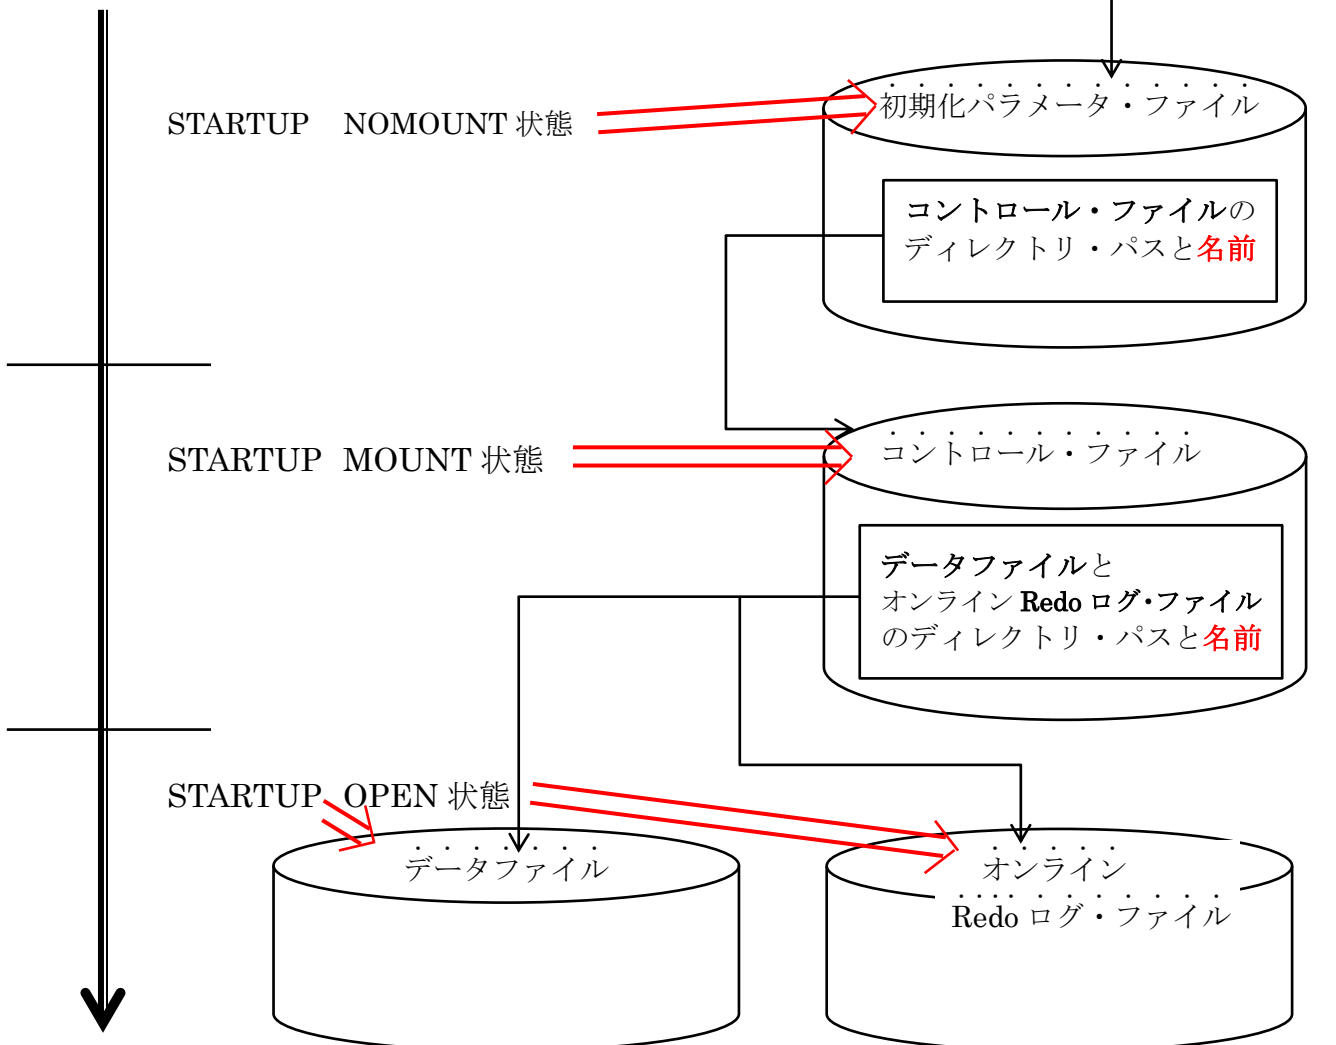 初期化パラメータ・ファイル
STARTUP　NOMOUNT 状態
コントロール・ファイルの
ディレクトリ・パスと名前
STARTUP　MOUNT 状態
コントロール・ファイル
データファイルと
オンライン Redo ログ・ファイル
のディレクトリ・パスと名前
STARTUP　OPEN 状態
データファイル
オンライン
Redo ログ・ファイル